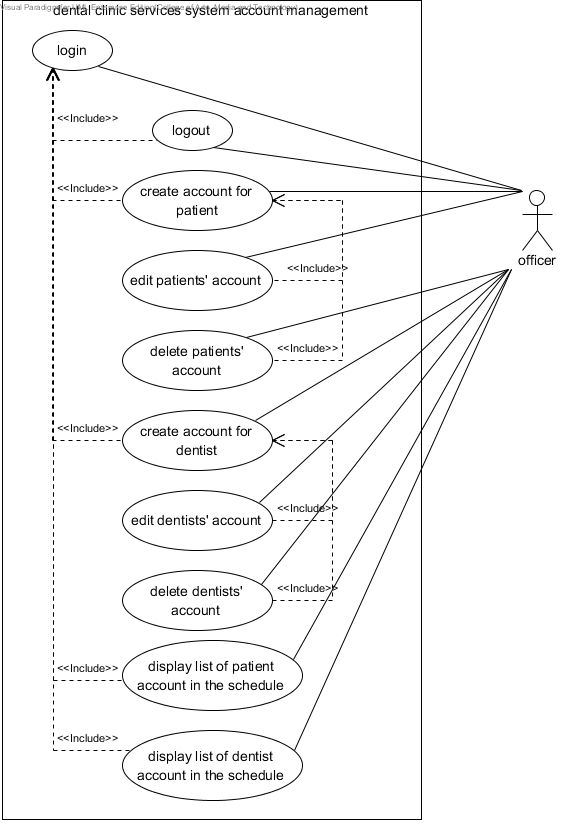 dental clinic services system account management
login
<<Include>>
logout
<<Include>>
create account for
patient
<<Include>>
edit patients' account
<<Include>>
delete patients'
account
officer
<<Include>>
create account for
dentist
<<Include>>
edit dentists' account
<<Include>>
delete dentists'
account
<<Include>>
display list of patient
account in the schedule
<<Include>>
display list of dentist
account in the schedule